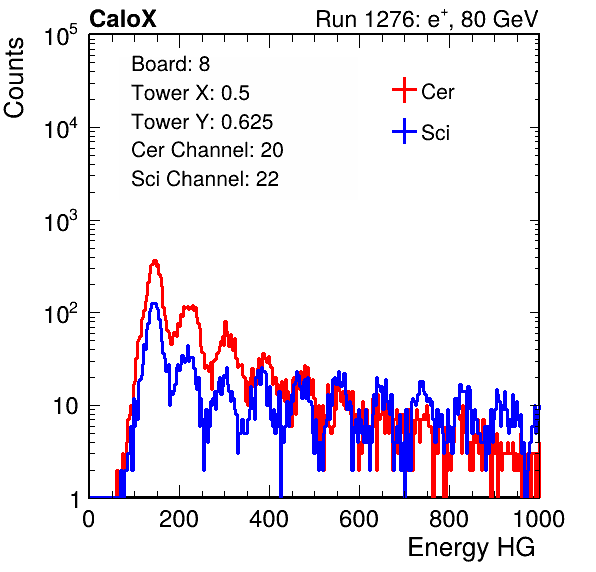 CaloX
Run 1276: e⁺, 80 GeV
Counts
10⁵
10⁴
10³
10²
10
1
Board: 8
Tower X: 0.5
Tower Y: 0.625
Cer Channel: 20
Sci Channel: 22
Cer
Sci
0
200
400
600
800
1000
Energy HG